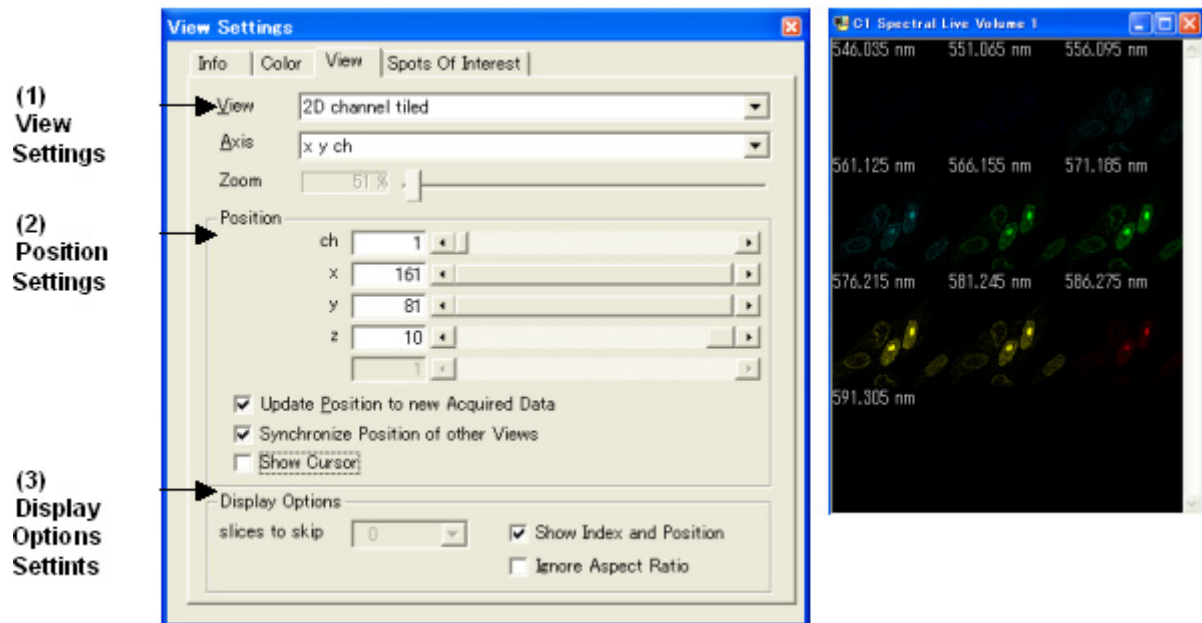 (1)
View
Settings
(2)
Position
Settings
(3)
Display
Options
Settints
View Settings
Info
Color
View
Spots Of Interest
View
2D channel tiled
Axis
x y ch
Zoom
51 %
Position
ch
1
x
161
y
81
z
10
1
Update Position to new Acquired Data
Synchronize Position of other Views
Show Cursor
Display Options
slices to skip
0
Show Index and Position
Ignore Aspect Ratio
C1 Spectral Live Volume 1
546.035 nm 551.065 nm 556.095 nm
561.125 nm 566.155 nm 571.185 nm
576.215 nm 581.245 nm 586.275 nm
591.305 nm